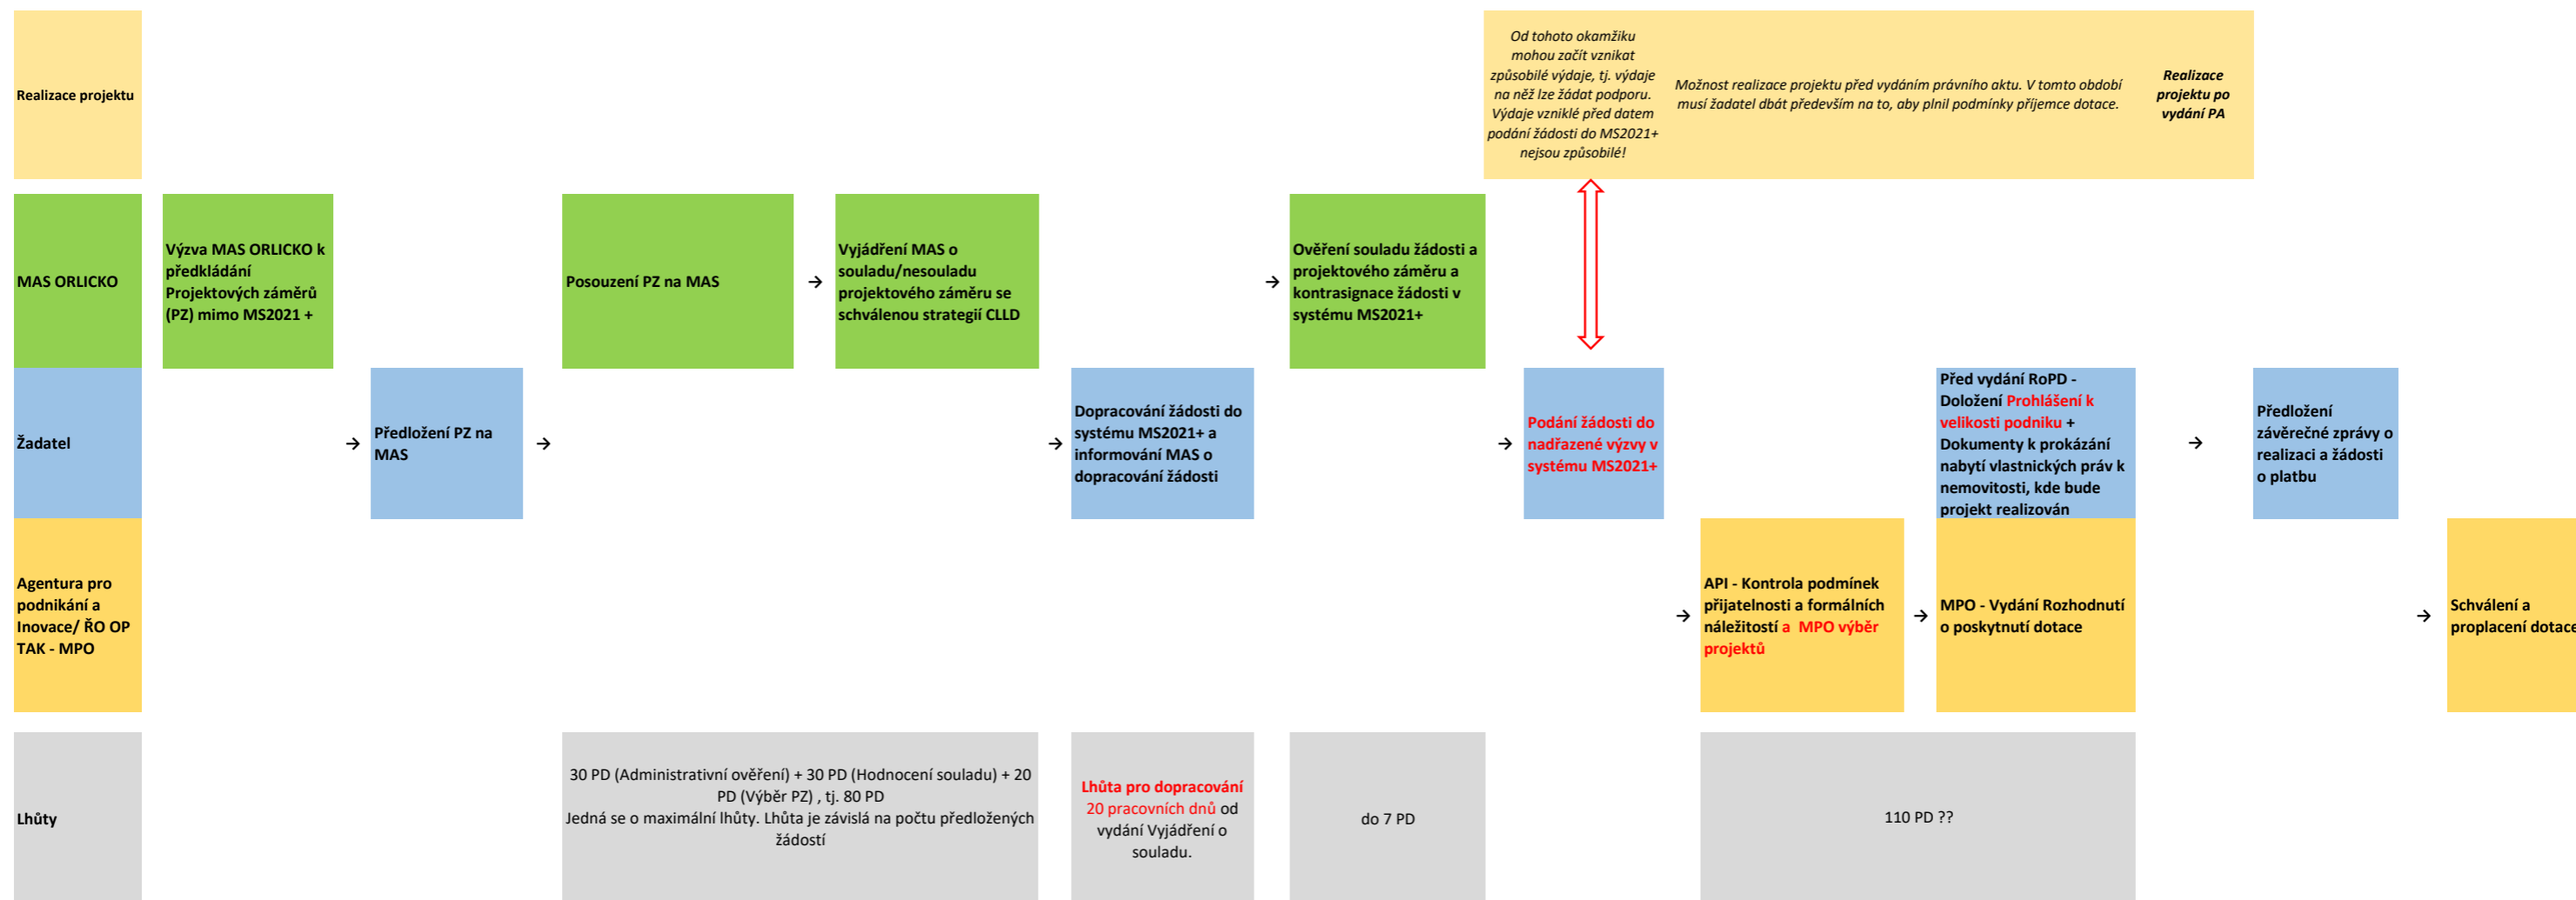 Realizace projektu
Od tohoto okamžiku
mohou začít vznikat
způsobilé výdaje, tj. výdaje
na něž lze žádat podporu.
Výdaje vzniklé před datem
podání žádosti do MS2021+
nejsou způsobilé!
Možnost realizace projektu před vydáním právního aktu. V tomto období
musí žadatel dbát především na to, aby plnil podmínky příjemce dotace.
Realizace
projektu po
vydání PA
MAS ORLICKO
Výzva MAS ORLICKO k
předkládání
Projektových záměrů
(PZ) mimo MS2021 +
Posouzení PZ na MAS
→
Vyjádření MAS o
souladu/nesouladu
projektového záměru se
schválenou strategií CLLD
→
Ověření souladu žádosti a
projektového záměru a
kontrasignace žádosti v
systému MS2021+
Žadatel
→
Předložení PZ na
MAS
→
→
Dopracování žádosti do
systému MS2021+ a
informování MAS o
dopracování žádosti
→
Podání žádosti do
nadřazené výzvy v
systému MS2021+
Před vydání RoPD -
Doložení Prohlášení k
velikosti podniku +
Dokumenty k prokázání
nabytí vlastnických práv k
nemovitosti, kde bude
projekt realizován
→
Předložení
závěrečné zprávy o
realizaci a žádosti
o platbu
Agentura pro
podnikání a
Inovace/ ŘO OP
TAK - MPO
→
API - Kontrola podmínek
přijatelnosti a formálních
náležitostí a  MPO výběr
projektů
→
MPO - Vydání Rozhodnutí
o poskytnutí dotace
→
Schválení a
proplacení dotace
Lhůty
30 PD (Administrativní ověření) + 30 PD (Hodnocení souladu) + 20
PD (Výběr PZ) , tj. 80 PD
Jedná se o maximální lhůty. Lhůta je závislá na počtu předložených
žádostí
Lhůta pro dopracování
20 pracovních dnů od
vydání Vyjádření o
souladu.
do 7 PD
110 PD ??